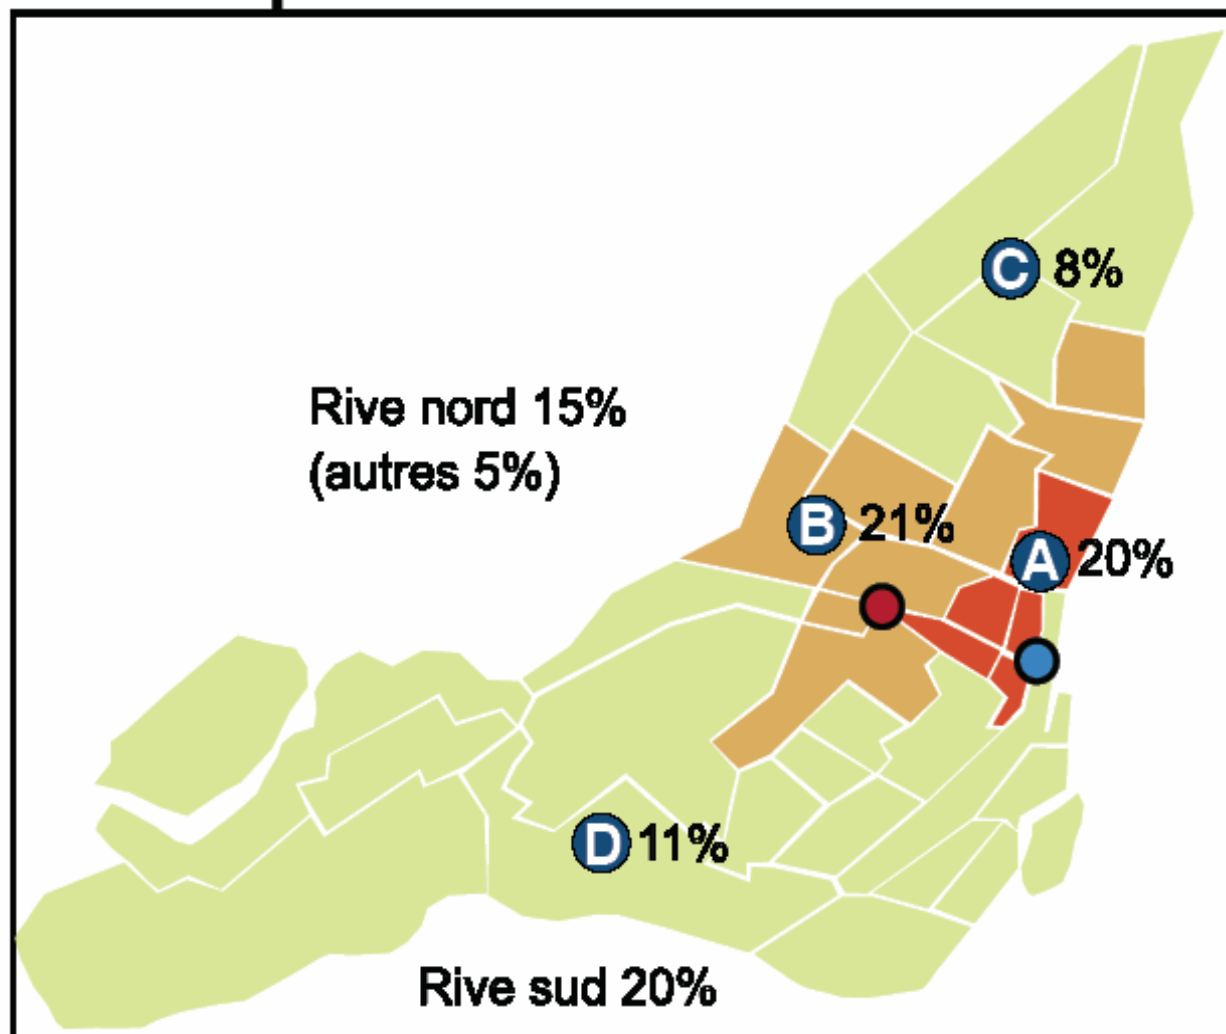 C 8%
Rive nord 15%
(autres 5%)
B 21%
A 20%
D 11%
Rive sud 20%